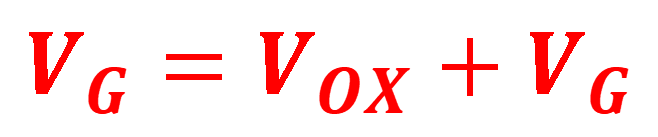 V_G = V_OX + V_G